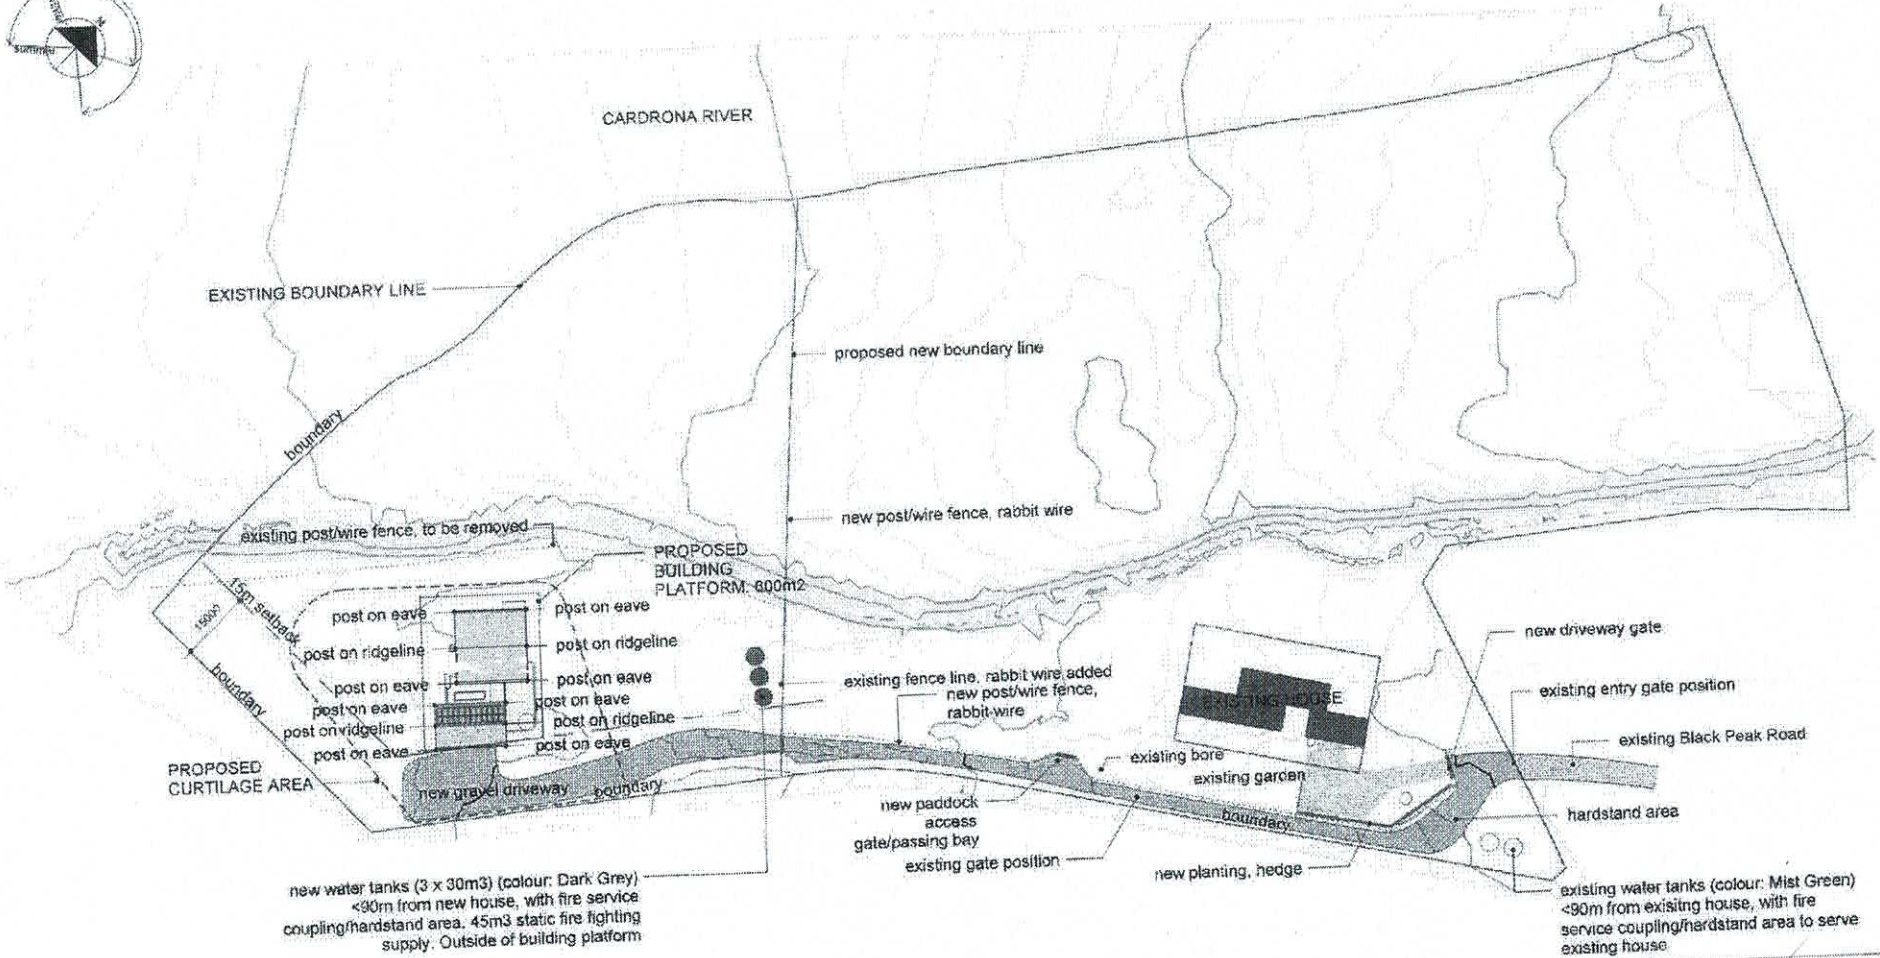 summer
CARDRONA RIVER
EXISTING BOUNDARY LINE
proposed new boundary line
boundary
new post/wire fence, rabbit wire
existing post/wire fence, to be removed
PROPOSED
BUILDING
PLATFORM. 600m2
15m setback
15000
boundary
post on eave
post on eave
post on ridgeline
post on ridgeline
post on eave
post on eave
post on eave
post on eave
post on ridgeline
post on ridgeline
post on eave
post on eave
PROPOSED
CURTILAGE AREA
new gravel driveway
boundary
existing fence line, rabbit wire added
new post/wire fence,
rabbit wire
EXISTING HOUSE
new driveway gate
existing entry gate position
existing Black Peak Road
existing bore
existing garden
new paddock
access
gate/passing bay
existing gate position
boundary
new planting, hedge
hardstand area
new water tanks (3 x 30m3) (colour: Dark Grey)
<90m from new house, with fire service
coupling/hardstand area. 45m3 static fire fighting
supply. Outside of building platform
existing water tanks (colour: Mist Green)
<90m from exisitng house, with fire
service coupling/hardstand area to serve
existing house